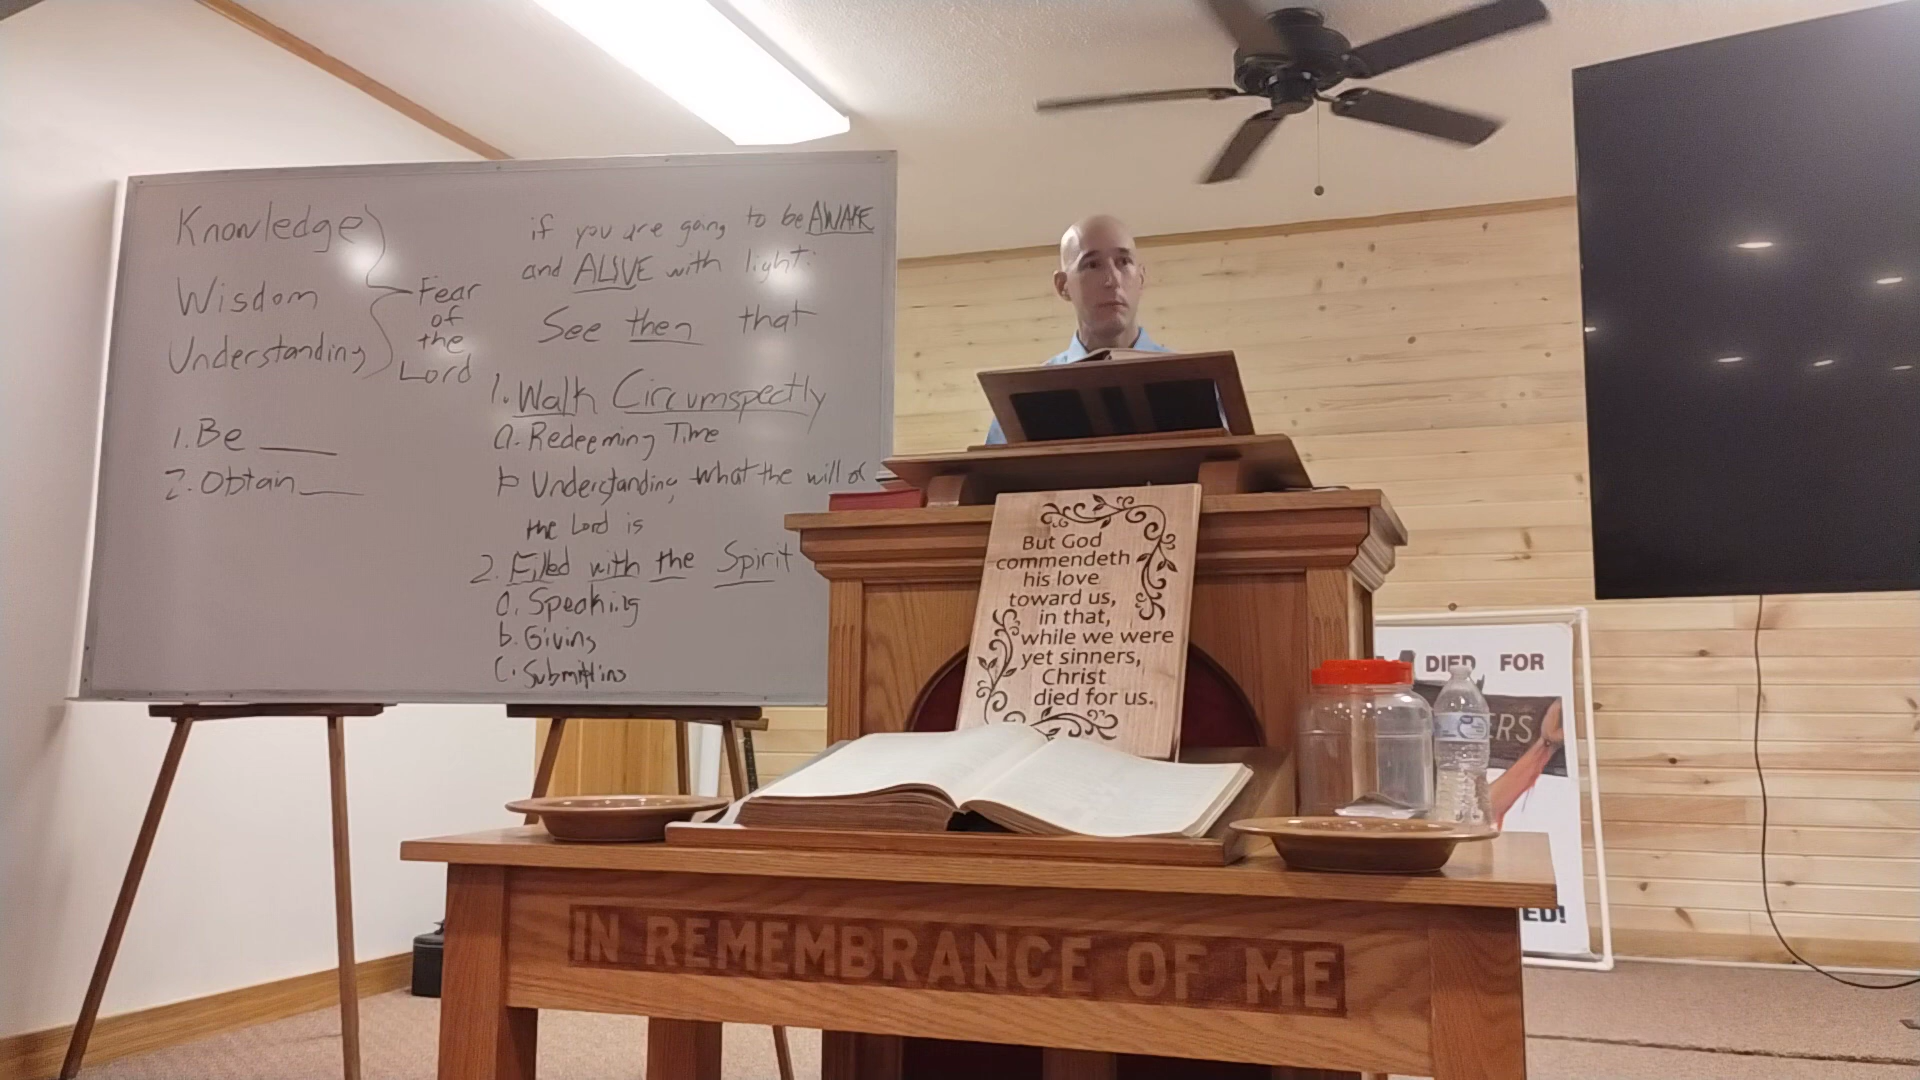 Knowledge
Wisdom
Understanding
Fear
of
the
Lord
1. Be ___
2. Obtain ___
if you are going to be AWAKE
and ALIVE with light:
See then that
1. Walk Circumspectly
a. Redeeming Time
b Understanding what the will of
the Lord is
2. Filled with the Spirit
a. Speaking
b. Giving
c. Submitting
But God
commendeth
his love
toward us,
in that,
while we were
yet sinners,
Christ
died for us.
DIED FOR
ERS
ED!
IN REMEMBRANCE OF ME